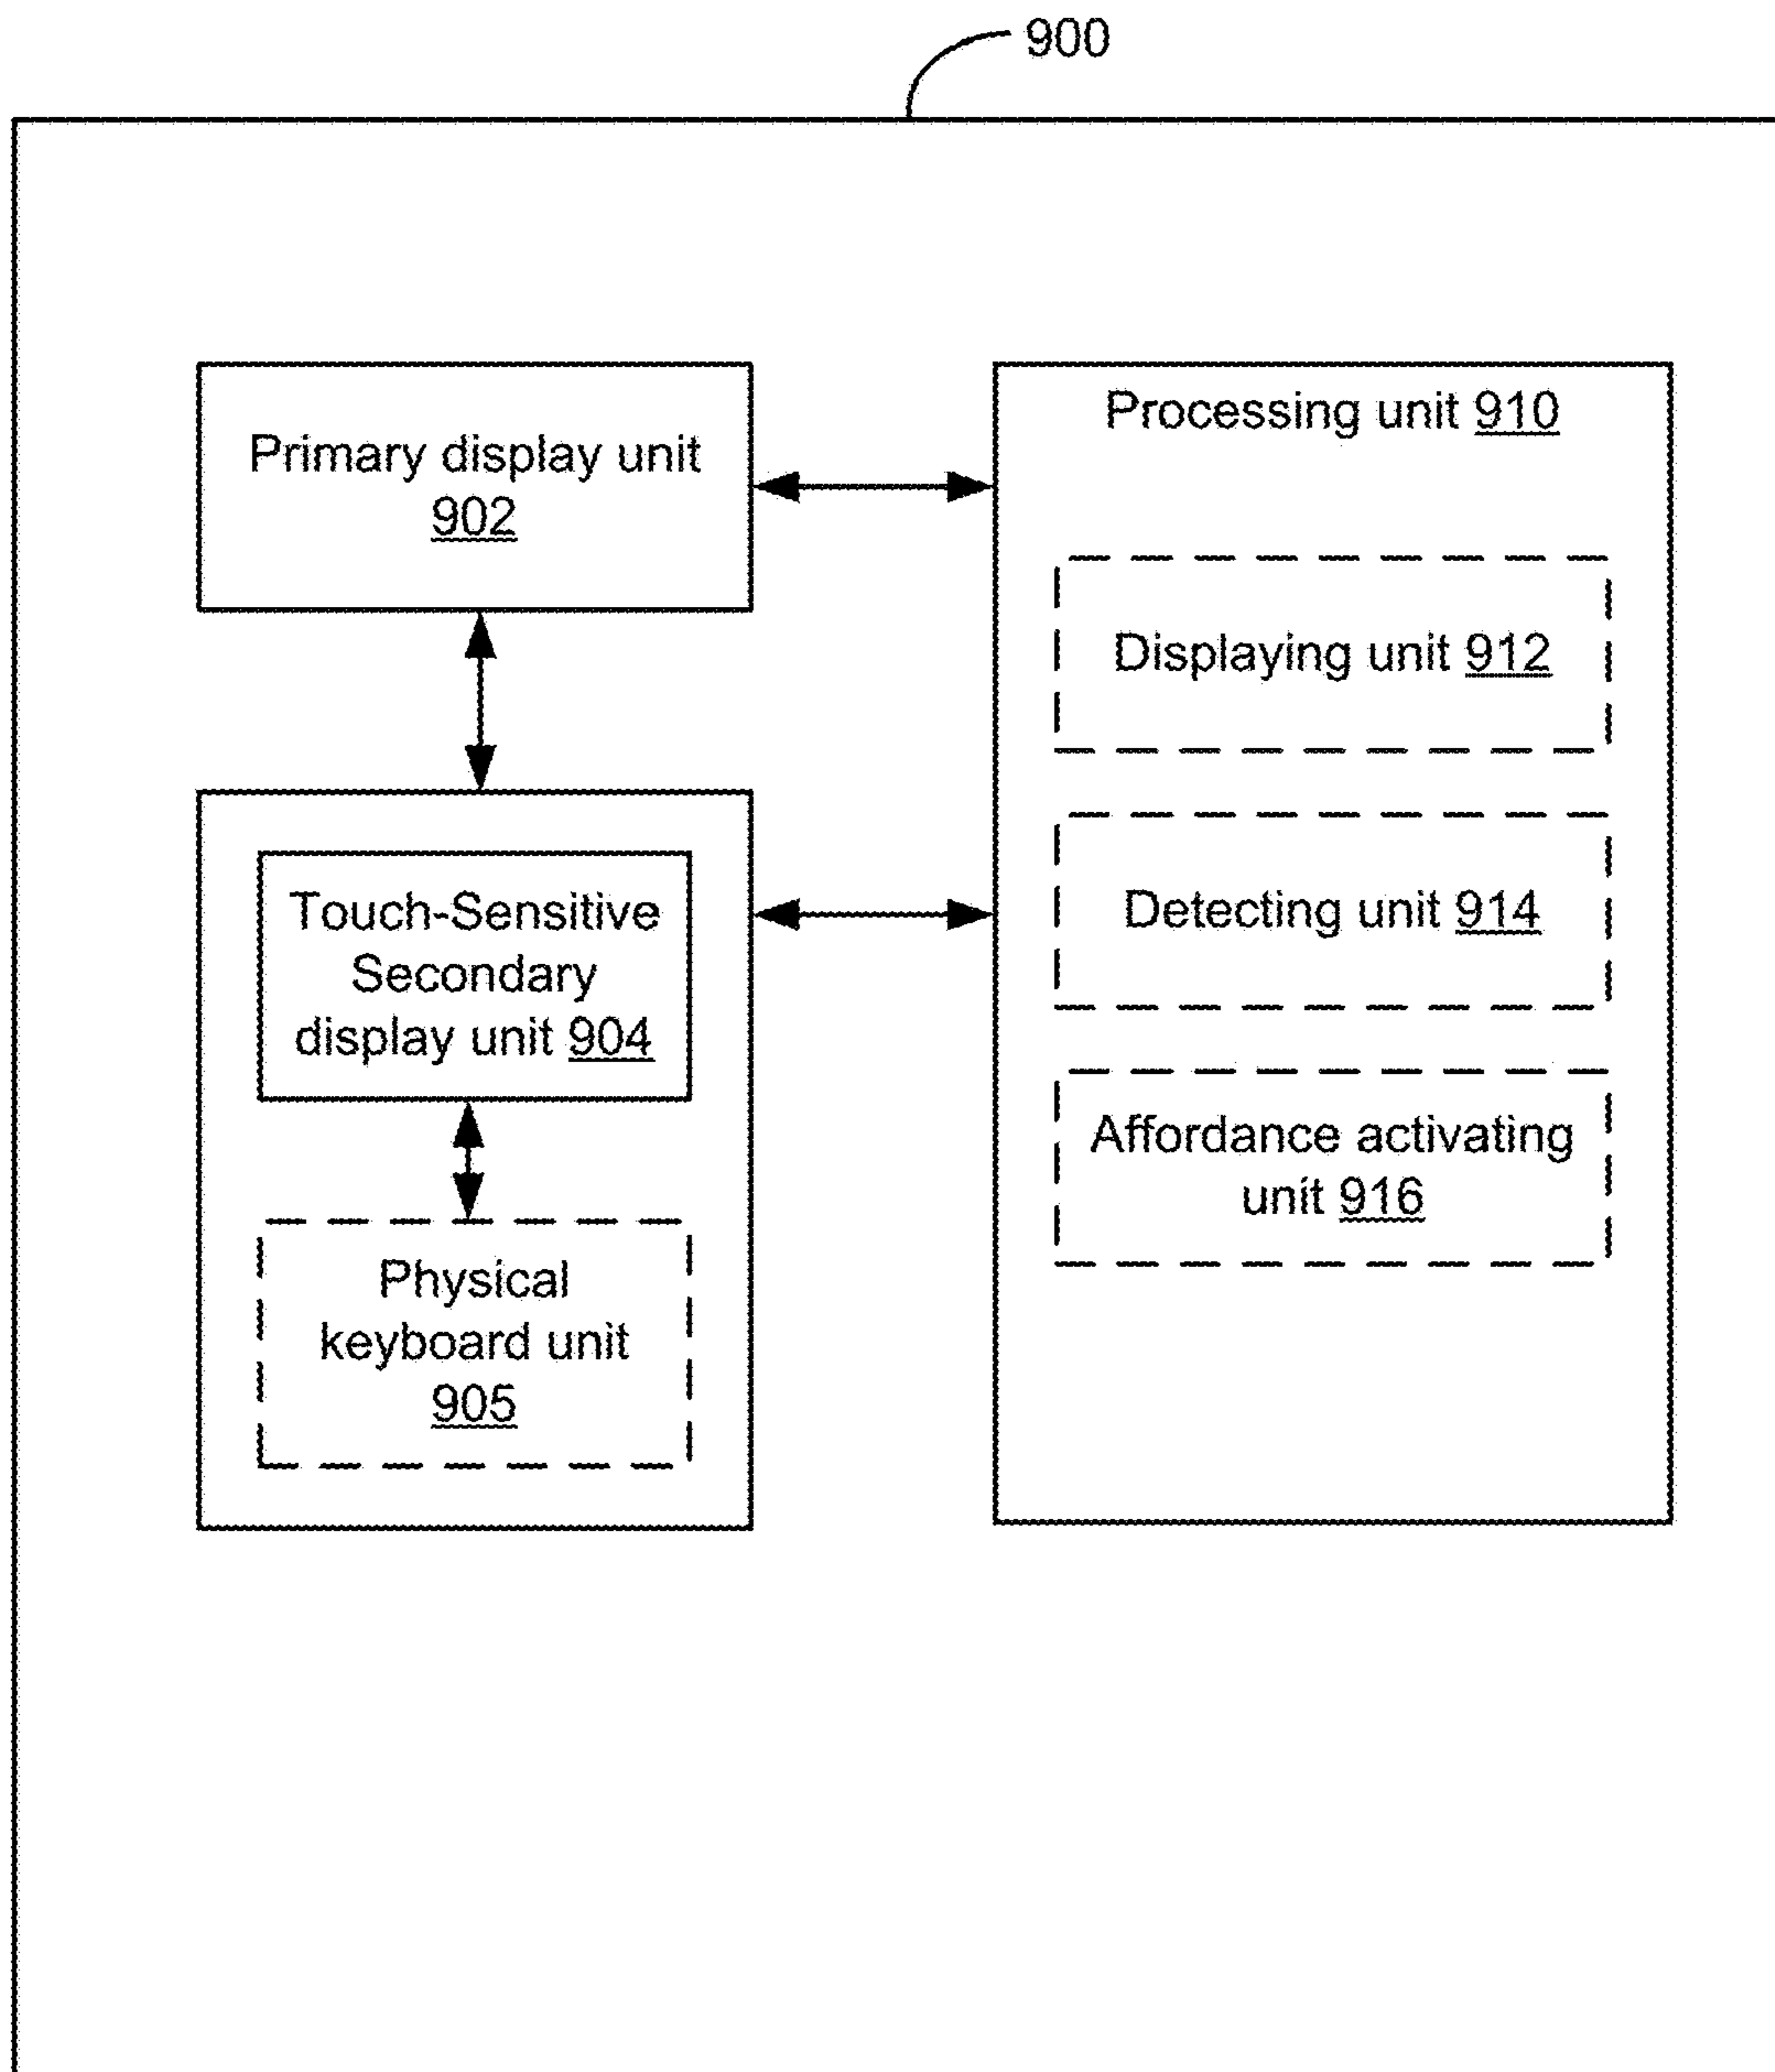 900
Primary display unit
902
Processing unit 910
Displaying unit 912
Touch-Sensitive
Secondary
display unit 904
Detecting unit 914
Physical
keyboard unit
905
Affordance activating
unit 916